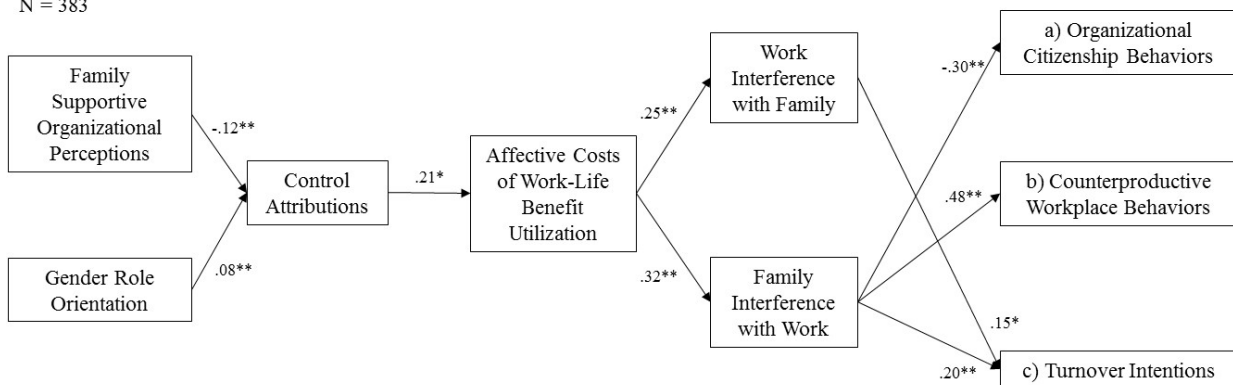 N = 383
Family
Supportive
Organizational
Perceptions
Gender Role
Orientation
-.12**
.08**
Control
Attributions
.21*
Affective Costs
of Work-Life
Benefit
Utilization
.25**
.32**
Work
Interference
with Family
Family
Interference
with Work
-.30**
.48**
.15*
.20**
a) Organizational
Citizenship Behaviors
b) Counterproductive
Workplace Behaviors
c) Turnover Intentions